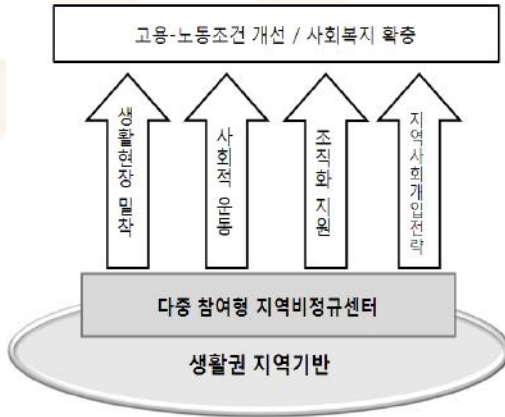 고용-노동조건 개선 / 사회복지 확충
생활현장 밀착
사회적 운동
조직화 지원
지역사회개입전략
다중 참여형 지역비정규센터
생활권 지역기반